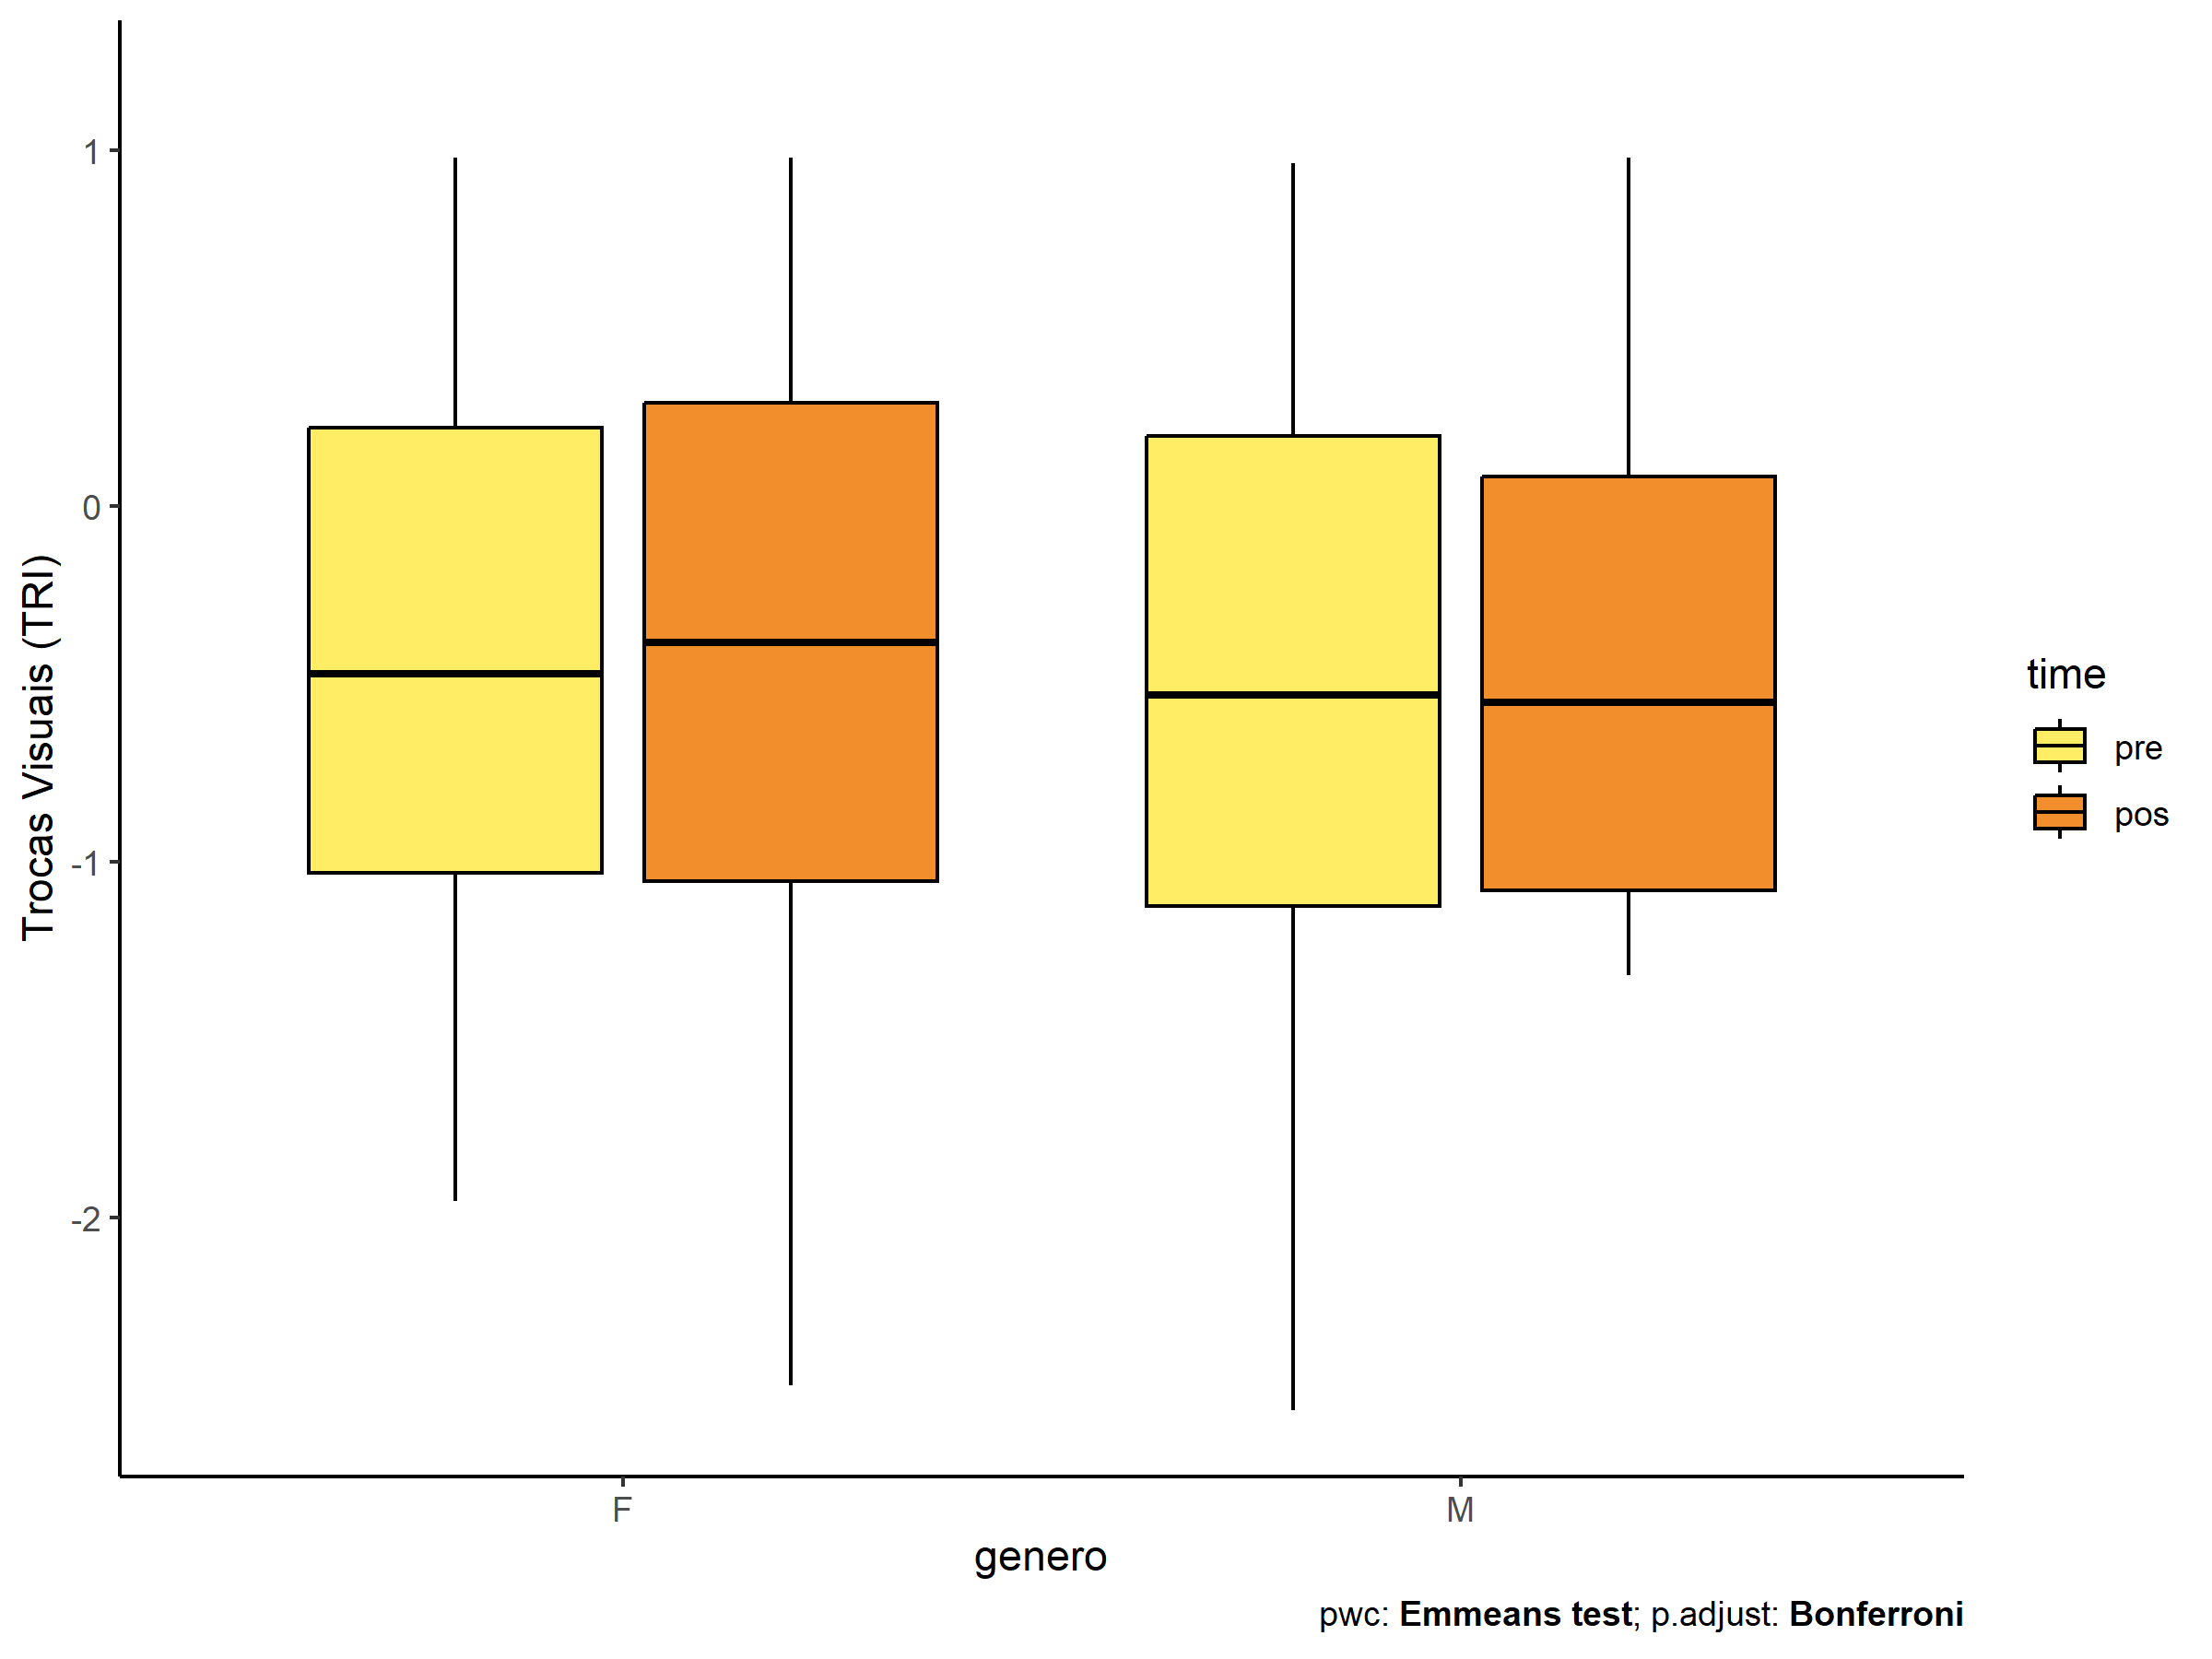 Trocas Visuais (TRI)
1
0
-1
-2
F
M
genero
time
pre
pos
pwc: Emmeans test; p.adjust: Bonferroni